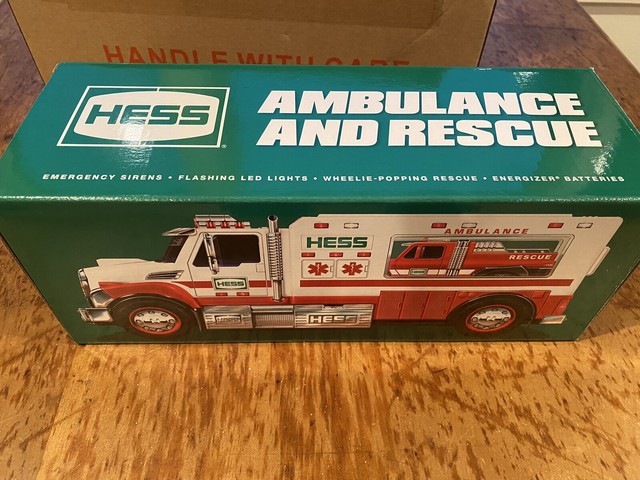 HANDLE WITH CARE
HESS
AMBULANCE
AND RESCUE
EMERGENCY SIRENS • FLASHING LED LIGHTS • WHEELIE-POPPING RESCUE • ENERGIZER® BATTERIES
AMBULANCE
HESS
RESCUE
HESS
HESS
HESS